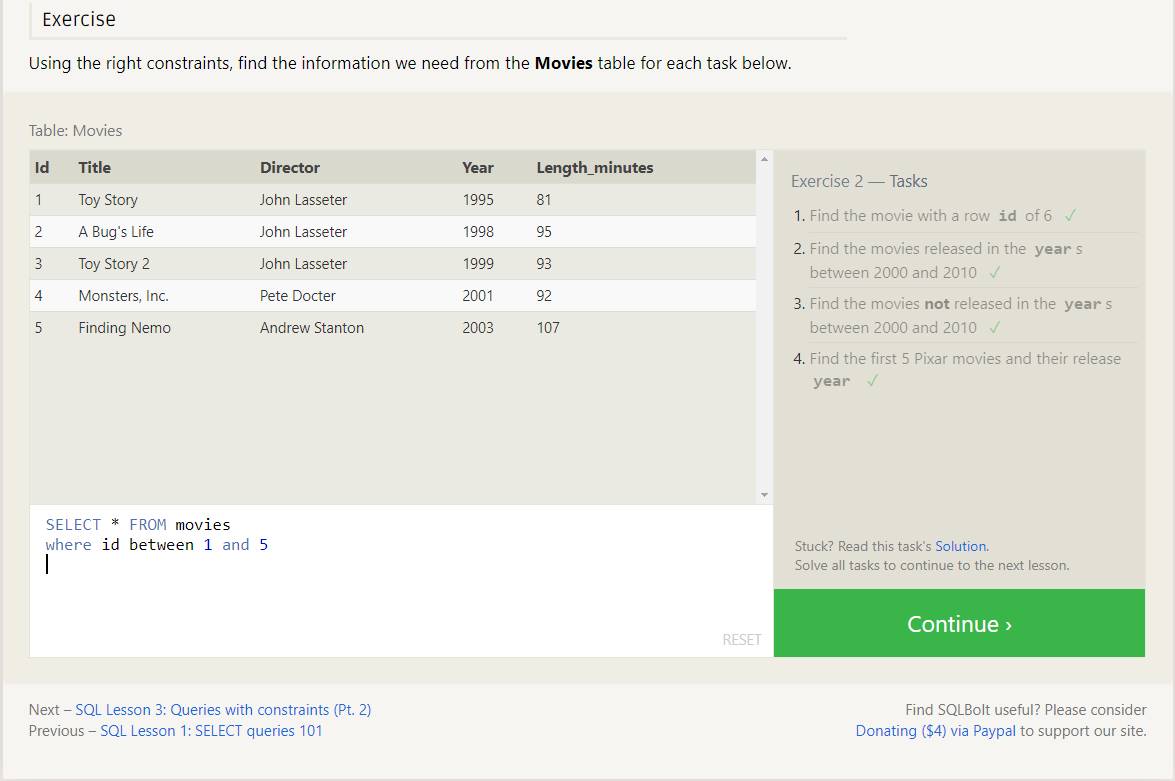 Exercise
Using the right constraints, find the information we need from the Movies table for each task below.
Table: Movies
Id Title Director Year Length_minutes
1 Toy Story John Lasseter 1995 81
2 A Bug's Life John Lasseter 1998 95
3 Toy Story 2 John Lasseter 1999 93
4 Monsters, Inc. Pete Docter 2001 92
5 Finding Nemo Andrew Stanton 2003 107
SELECT * FROM movies
where id between 1 and 5
RESET
Exercise 2 — Tasks
1. Find the movie with a row id of 6 ✓
2. Find the movies released in the year s
between 2000 and 2010 ✓
3. Find the movies not released in the year s
between 2000 and 2010 ✓
4. Find the first 5 Pixar movies and their release
year ✓
Stuck? Read this task's Solution.
Solve all tasks to continue to the next lesson.
Continue ›
Next – SQL Lesson 3: Queries with constraints (Pt. 2)
Previous – SQL Lesson 1: SELECT queries 101
Find SQLBolt useful? Please consider
Donating ($4) via Paypal to support our site.